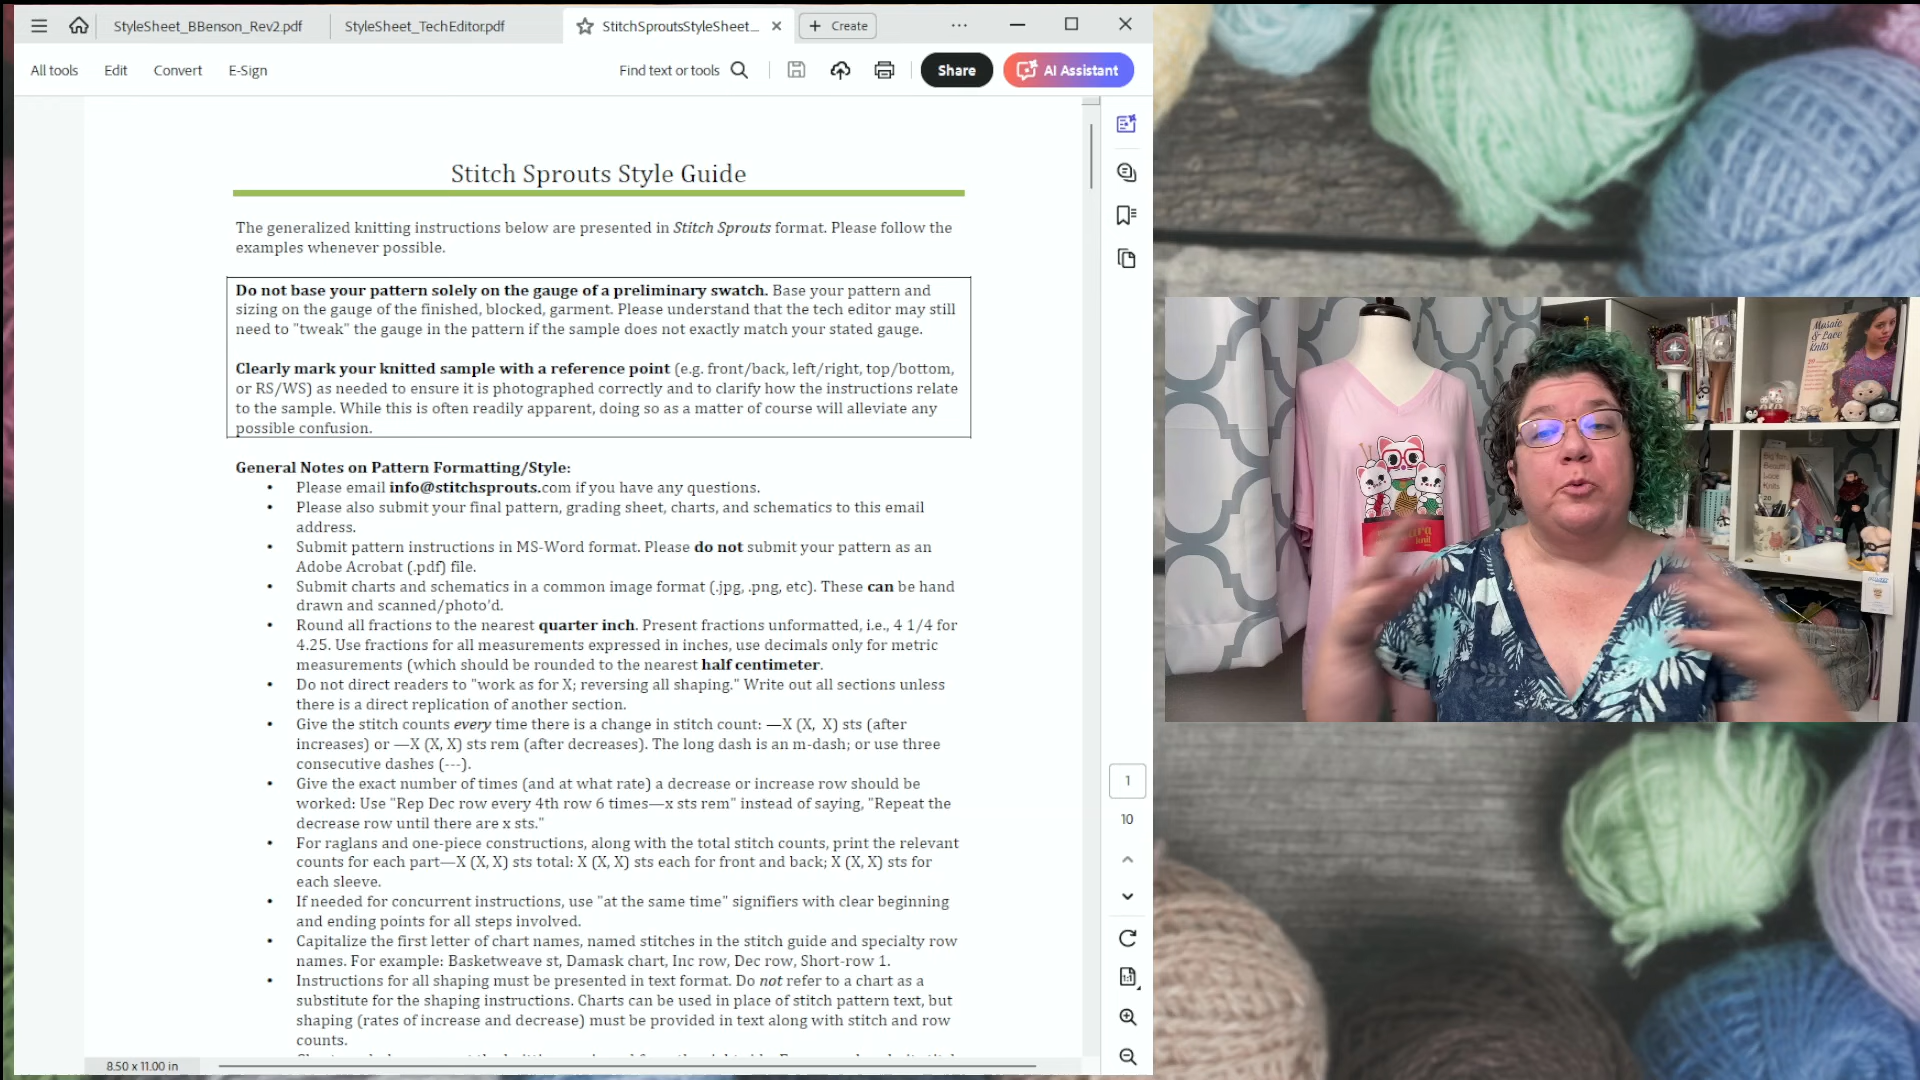 StyleSheet_BBenson_Rev2.pdf
StyleSheet_TechEditor.pdf
StitchSproutsStyleSheet_
Create
All tools
Edit
Convert
E-Sign
Find text or tools
Share
AI Assistant
Stitch Sprouts Style Guide
The generalized knitting instructions below are presented in Stitch Sprouts format. Please follow the
examples whenever possible.
Do not base your pattern solely on the gauge of a preliminary swatch. Base your pattern and
sizing on the gauge of the finished, blocked, garment. Please understand that the tech editor may still
need to "tweak" the gauge in the pattern if the sample does not exactly match your stated gauge.
Clearly mark your knitted sample with a reference point (e.g. front/back, left/right, top/bottom,
or RS/WS) as needed to ensure it is photographed correctly and to clarify how the instructions relate
to the sample. While this is often readily apparent, doing so as a matter of course will alleviate any
possible confusion.
General Notes on Pattern Formatting/Style:
• Please email info@stitchsprouts.com if you have any questions.
• Please also submit your final pattern, grading sheet, charts, and schematics to this email
address.
• Submit pattern instructions in MS-Word format. Please do not submit your pattern as an
Adobe Acrobat (.pdf) file.
• Submit charts and schematics in a common image format (.jpg, .png, etc). These can be hand
drawn and scanned/photo'd.
• Round all fractions to the nearest quarter inch. Present fractions unformatted, i.e., 4 1/4 for
4.25. Use fractions for all measurements expressed in inches, use decimals only for metric
measurements (which should be rounded to the nearest half centimeter.
• Do not direct readers to "work as for X; reversing all shaping." Write out all sections unless
there is a direct replication of another section.
• Give the stitch counts every time there is a change in stitch count: —X (X, X) sts (after
increases) or —X (X, X) sts rem (after decreases). The long dash is an m-dash; or use three
consecutive dashes (---).
• Give the exact number of times (and at what rate) a decrease or increase row should be
worked: Use "Rep Dec row every 4th row 6 times—x sts rem" instead of saying, "Repeat the
decrease row until there are x sts."
• For raglans and one-piece constructions, along with the total stitch counts, print the relevant
counts for each part—X (X, X) sts total: X (X, X) sts each for front and back; X (X, X) sts for
each sleeve.
• If needed for concurrent instructions, use "at the same time" signifiers with clear beginning
and ending points for all steps involved.
• Capitalize the first letter of chart names, named stitches in the stitch guide and specialty row
names. For example: Basketweave st, Damask chart, Inc row, Dec row, Short-row 1.
• Instructions for all shaping must be presented in text format. Do not refer to a chart as a
substitute for the shaping instructions. Charts can be used in place of stitch pattern text, but
shaping (rates of increase and decrease) must be provided in text along with stitch and row
counts.
8.50 x 11.00 in
1
10
Mosaic
& Lace
Knits